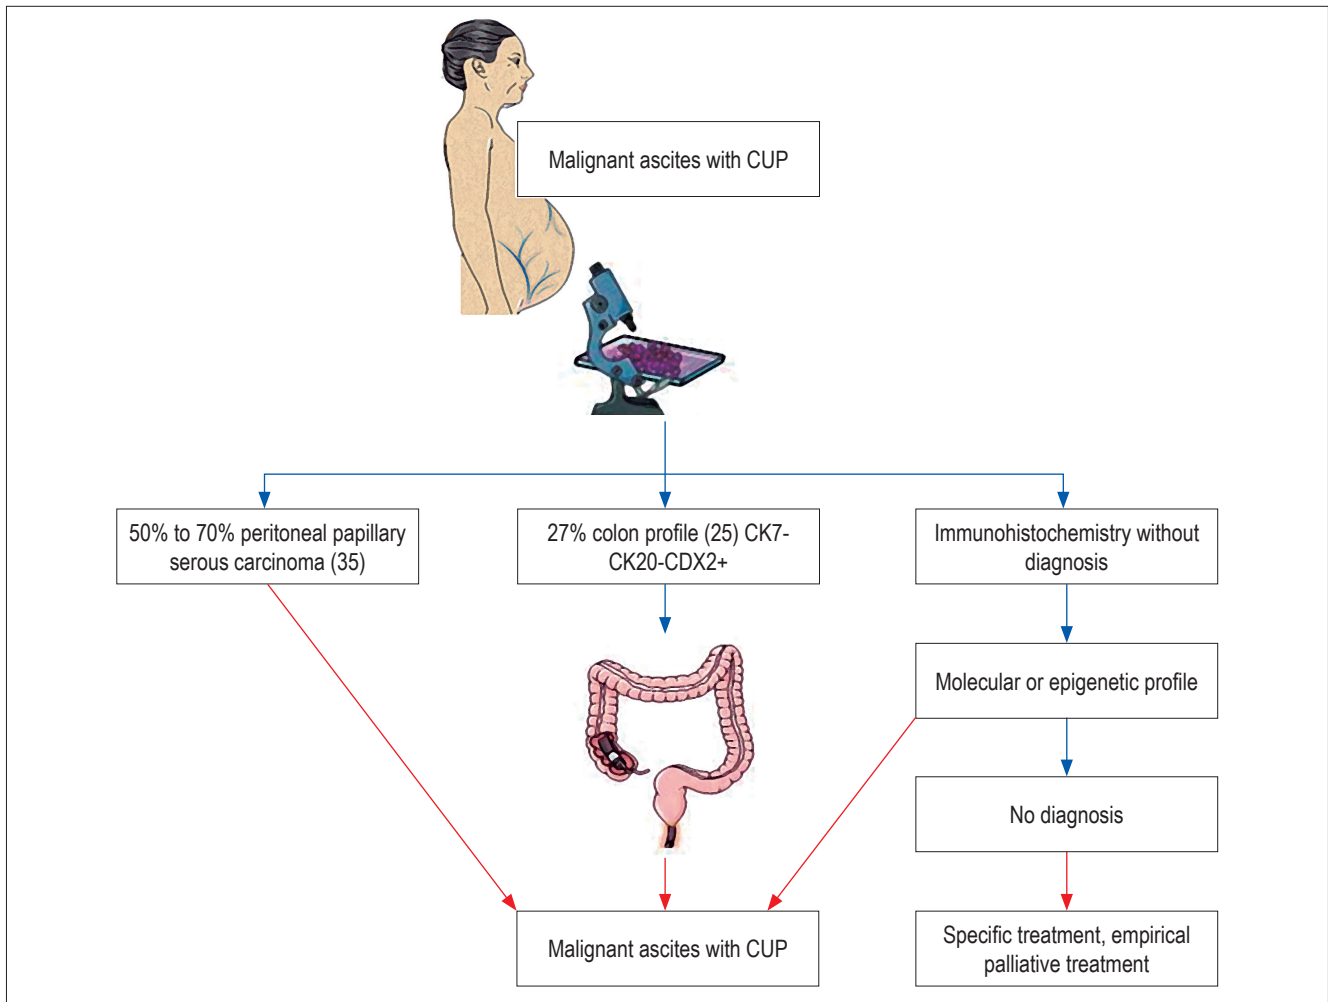 Malignant ascites with CUP
50% to 70% peritoneal papillary
serous carcinoma (35)
27% colon profile (25) CK7-
CK20-CDX2+
Immunohistochemistry without
diagnosis
Molecular or epigenetic profile
No diagnosis
Malignant ascites with CUP
Specific treatment, empirical
palliative treatment